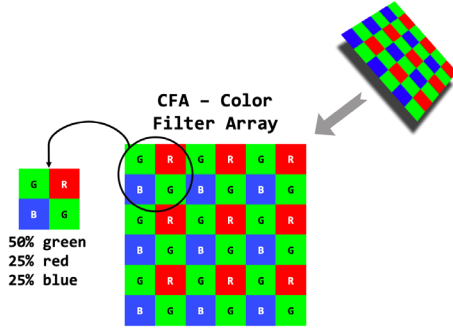 CFA – Color
Filter Array
G R G R G R
B G B G B G
G R G R G R
B G B G B G
G R G R G R
B G B G B G
G R
B G
50% green
25% red
25% blue